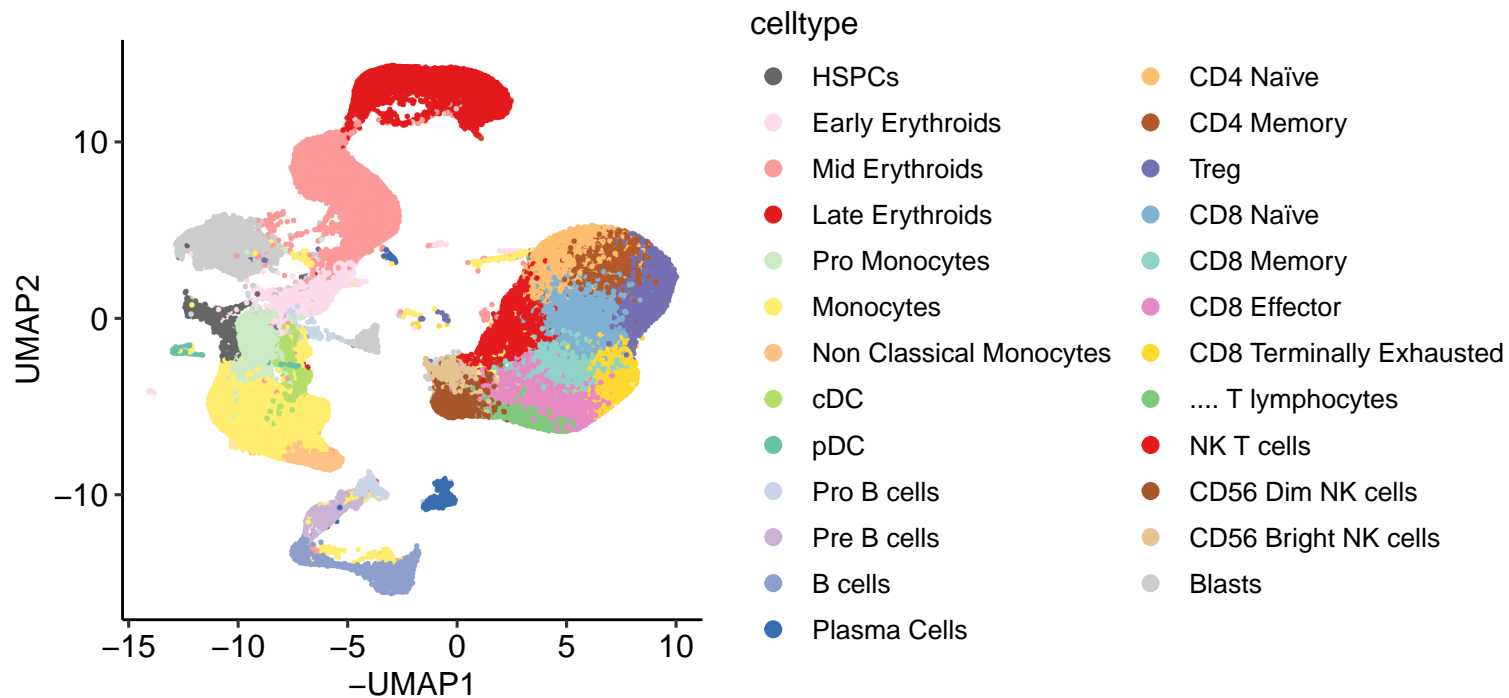 celltype
HSPCs
Early Erythroids
Mid Erythroids
Late Erythroids
Pro Monocytes
Monocytes
Non Classical Monocytes
cDC
pDC
Pro B cells
Pre B cells
B cells
Plasma Cells
CD4 Naïve
CD4 Memory
Treg
CD8 Naïve
CD8 Memory
CD8 Effector
CD8 Terminally Exhausted
.... T lymphocytes
NK T cells
CD56 Dim NK cells
CD56 Bright NK cells
Blasts
UMAP2
10
0
−10
−15 −10 −5 0 5 10
−UMAP1